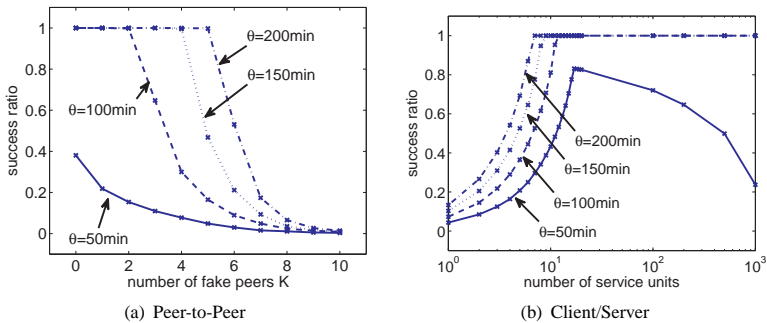 1
0.8
0.6
0.4
0.2
0
success ratio
θ=200min
θ=150min
θ=100min
θ=50min
0 2 4 6 8 10
number of fake peers K
(a) Peer-to-Peer
1
0.8
0.6
0.4
0.2
0
success ratio
θ=200min
θ=150min
θ=100min
θ=50min
10^0 10^1 10^2 10^3
number of service units
(b) Client/Server